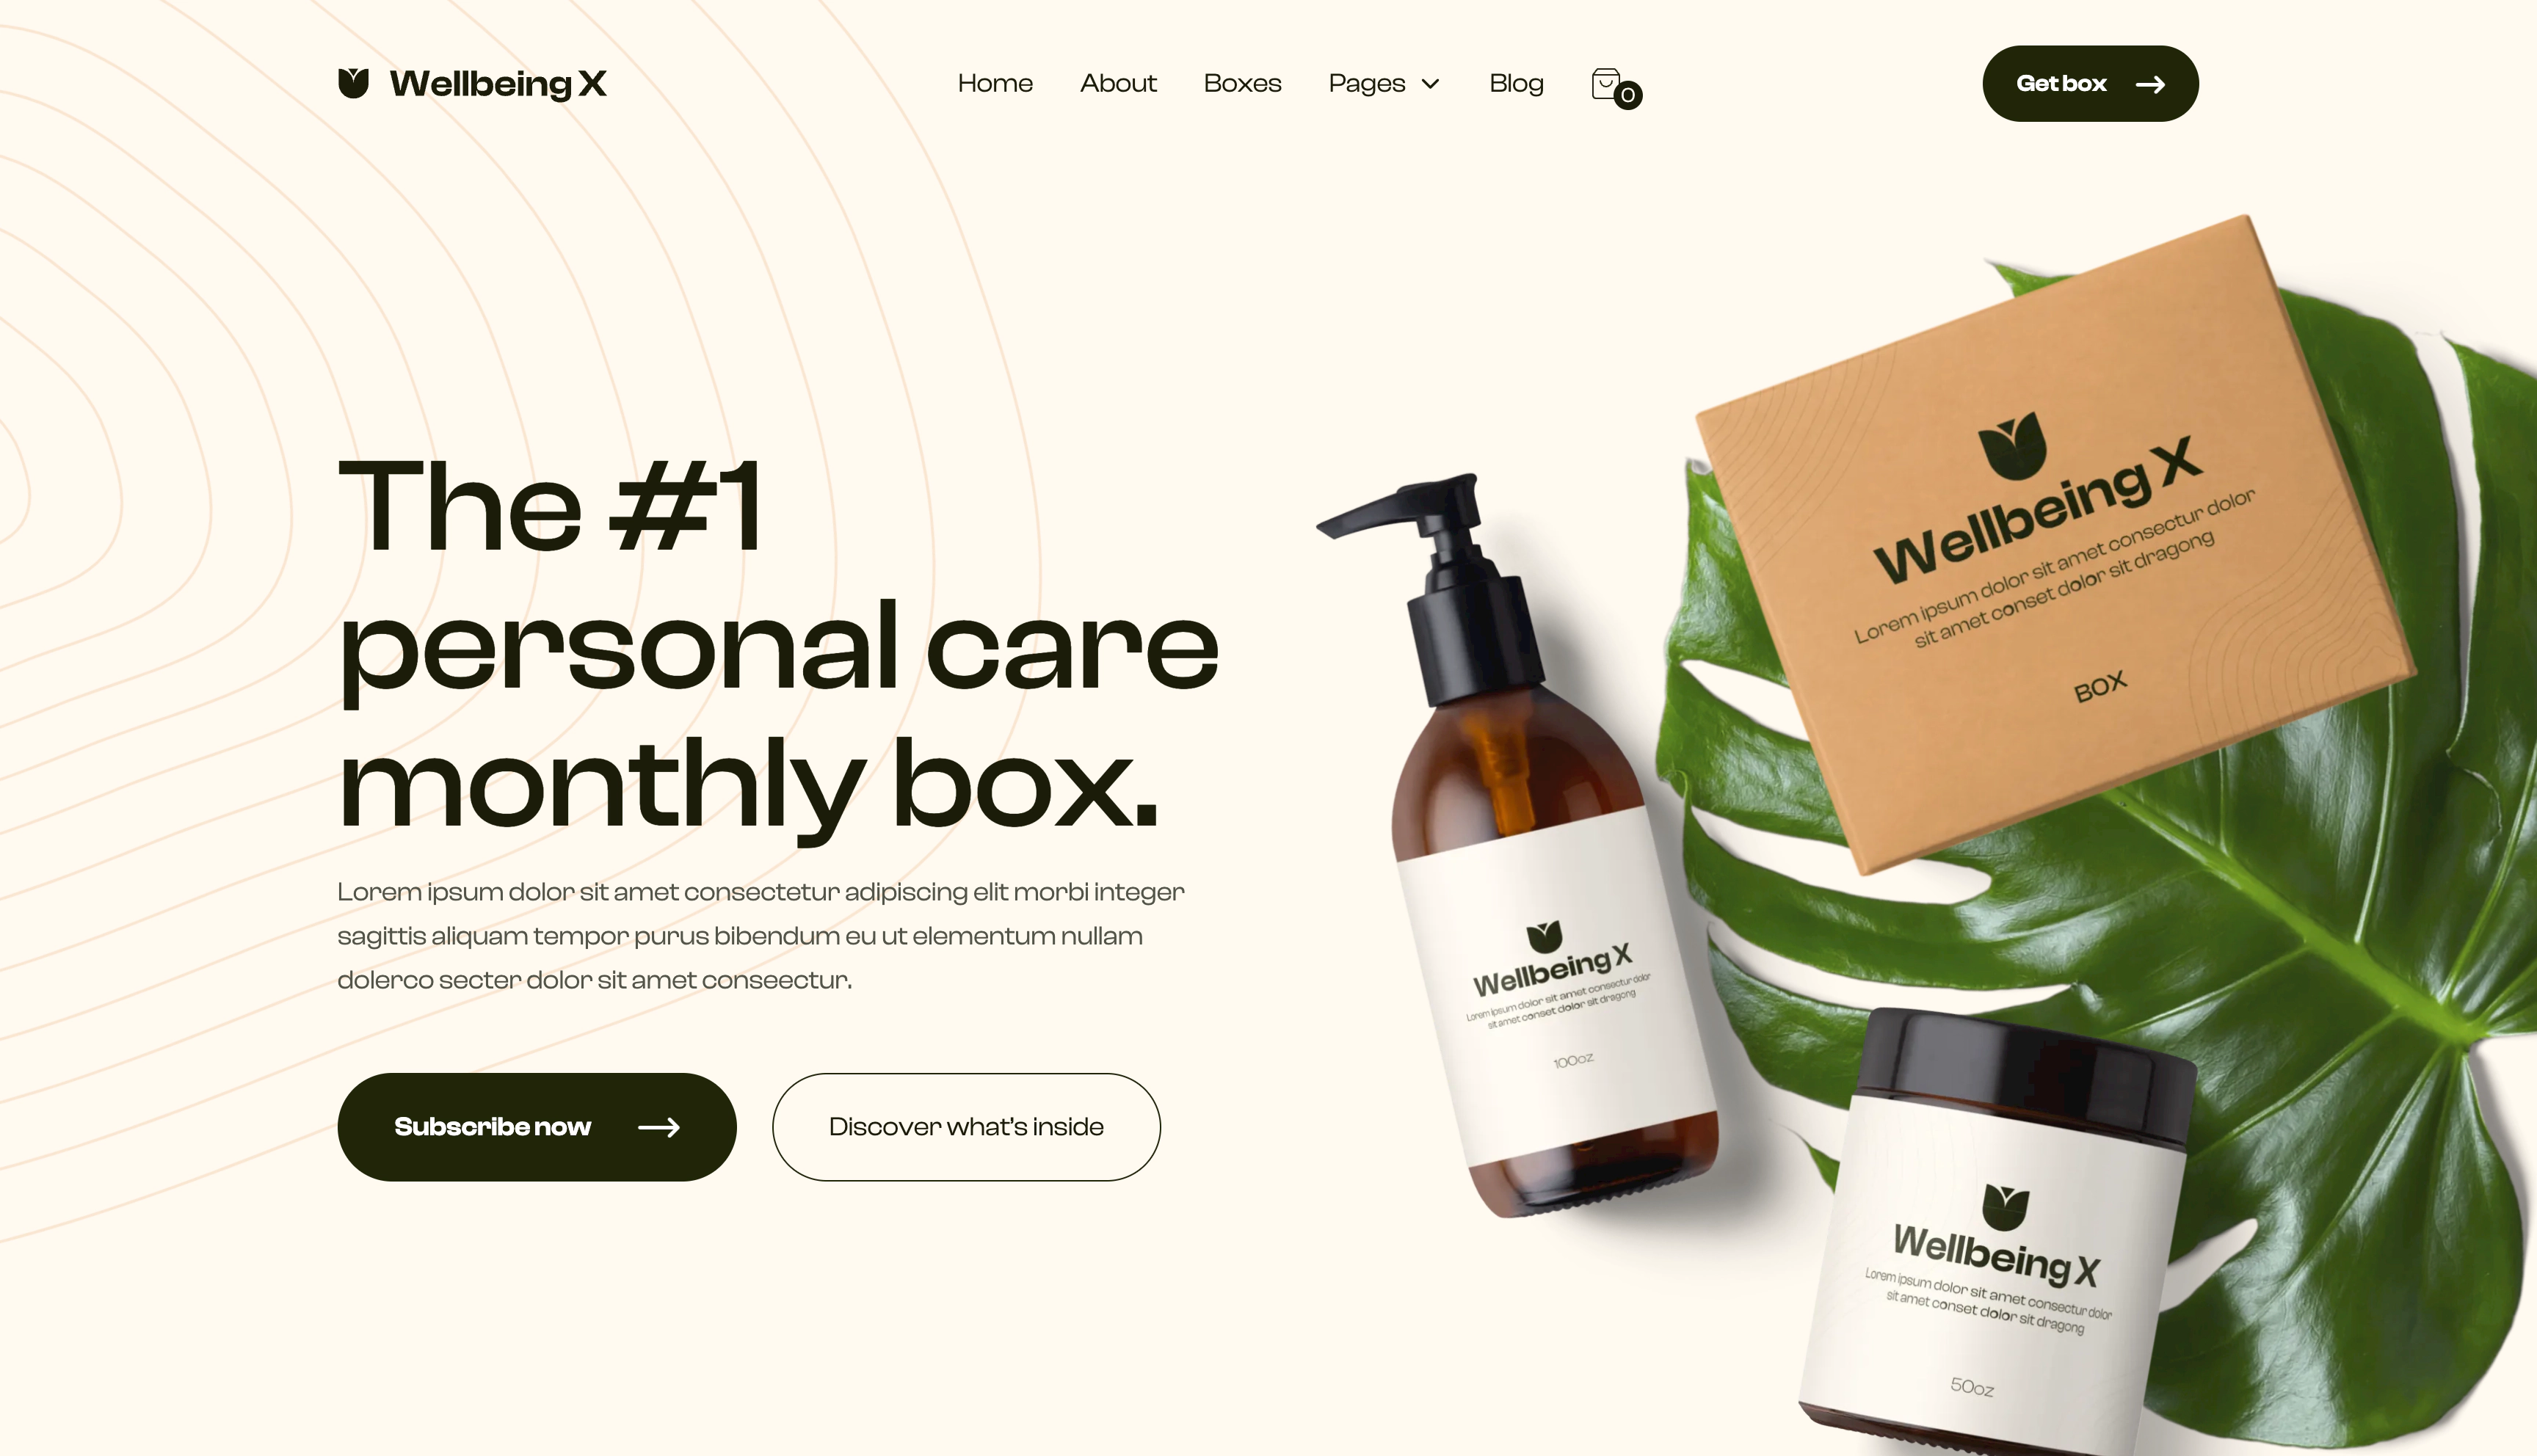 Wellbeing X
Home
About
Boxes
Pages
Blog
0
Get box
The #1
personal care
monthly box.
Lorem ipsum dolor sit amet consectetur adipiscing elit morbi integer
sagittis aliquam tempor purus bibendum eu ut elementum nullam
dolerco secter dolor sit amet conseectur.
Subscribe now
Discover what's inside
Wellbeing X
Lorem ipsum dolor sit amet consectur dolor
sit amet conset dolor sit dragong
BOX
Wellbeing X
Lorem ipsum dolor sit amet consectur dolor
sit amet conset dolor sit dragong
100oz
Wellbeing X
Lorem ipsum dolor sit amet consectur dolor
sit amet conset dolor sit dragong
50oz